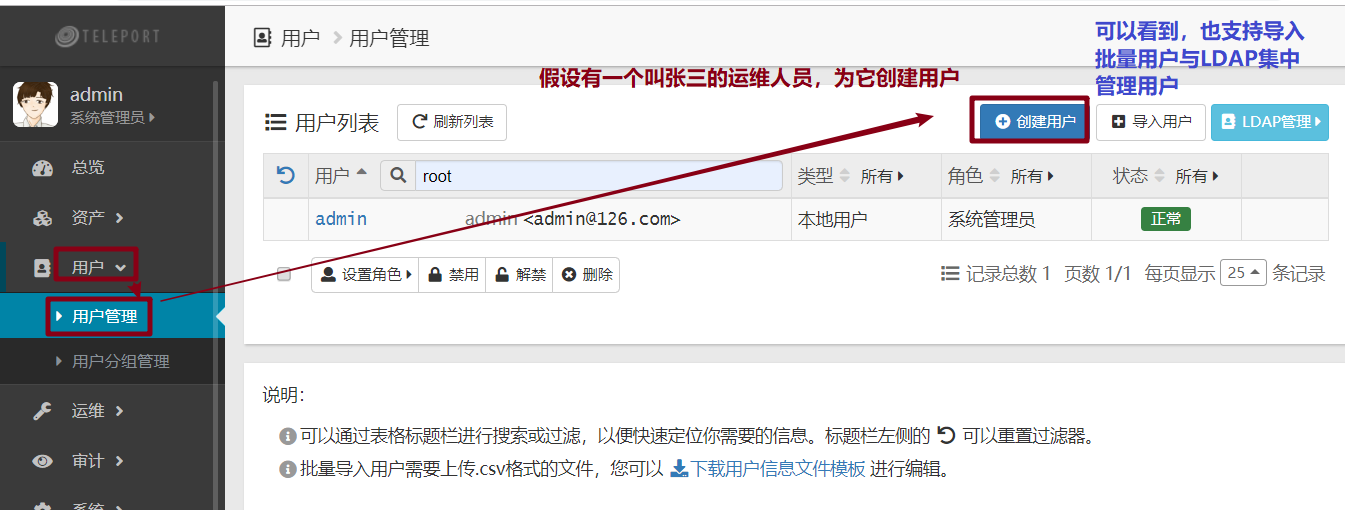 TELEPORT
admin
系统管理员
总览
资产
用户
用户管理
用户分组管理
运维
审计
系统
用户 用户管理
可以看到，也支持导入
批量用户与LDAP集中
管理用户
假设有一个叫张三的运维人员，为它创建用户
用户列表 刷新列表 创建用户 导入用户 LDAP管理
用户 root 类型 所有 角色 所有 状态 所有
admin admin <admin@126.com> 本地用户 系统管理员 正常
设置角色 禁用 解禁 删除 记录总数 1 页数 1/1 每页显示 25 条记录
说明：
可以通过表格标题栏进行搜索或过滤，以便快速定位你需要的信息。标题栏左侧的 可以重置过滤器。
批量导入用户需要上传.csv格式的文件，您可以 下载用户信息文件模板 进行编辑。